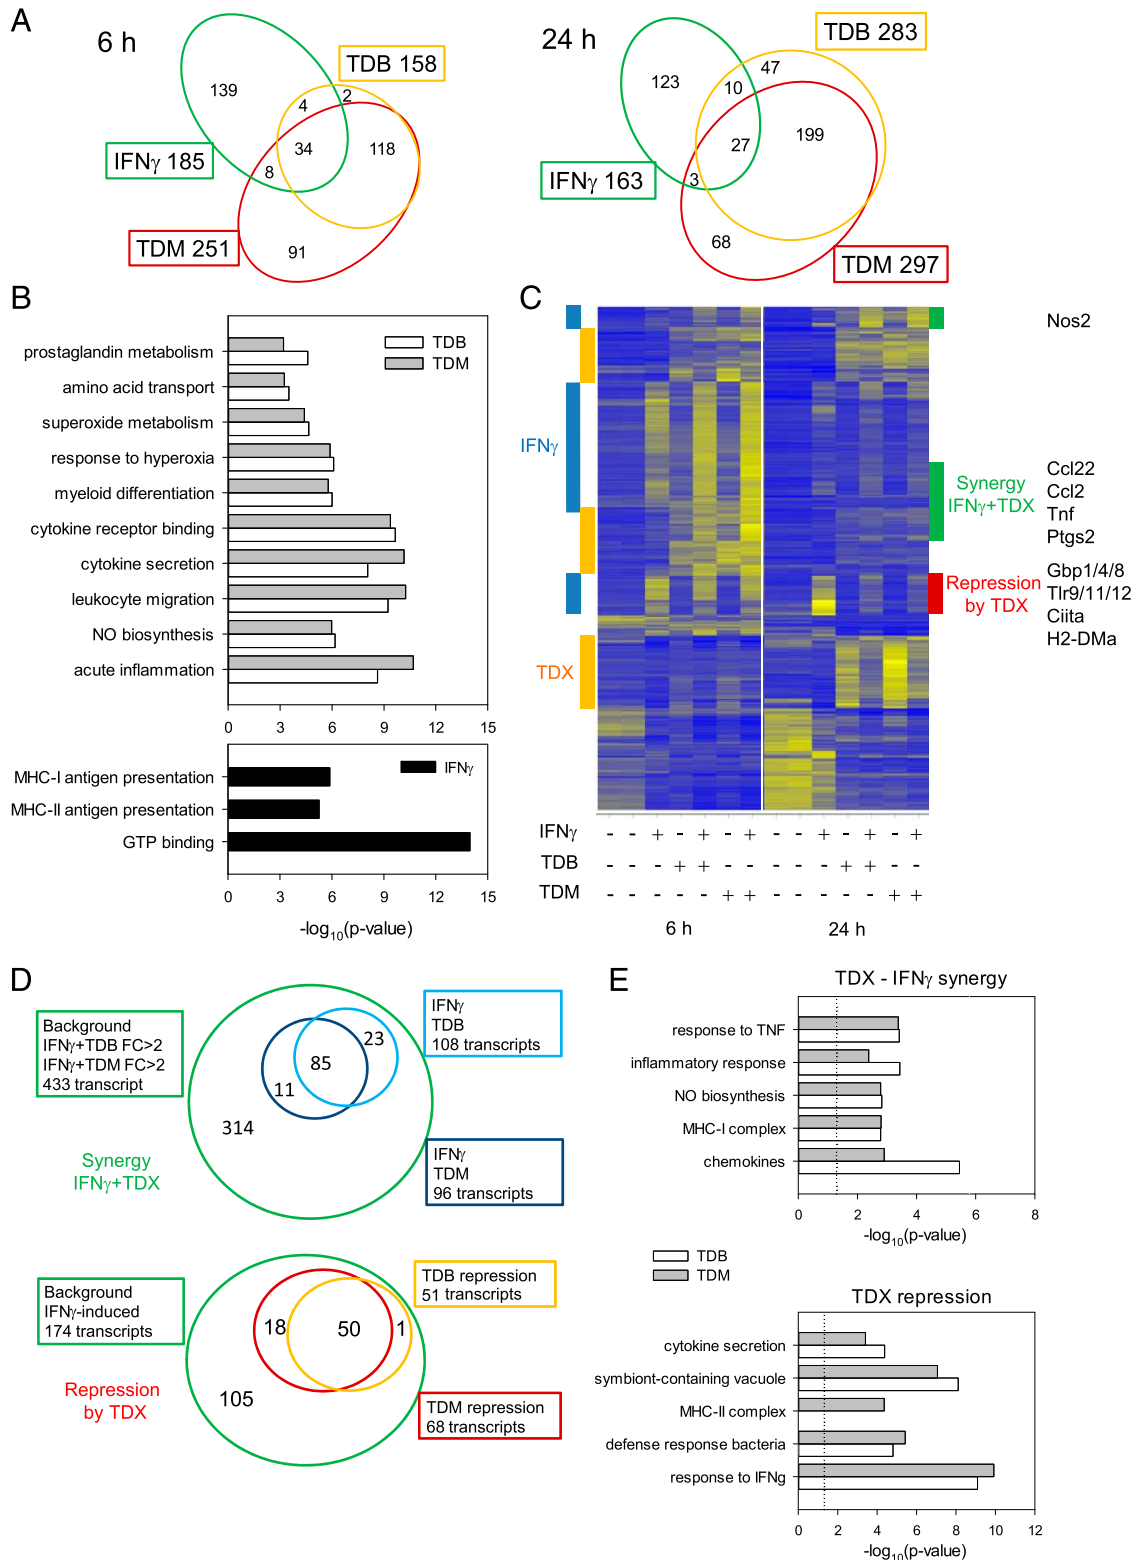 A
6 h
24 h
TDB 158
TDB 283
139
4
2
34
118
8
91
IFNγ 185
TDM 251
123
10
47
27
199
3
68
IFNγ 163
TDM 297
B
TDB
TDM
prostaglandin metabolism
amino acid transport
superoxide metabolism
response to hyperoxia
myeloid differentiation
cytokine receptor binding
cytokine secretion
leukocyte migration
NO biosynthesis
acute inflammation
0 3 6 9 12 15
IFNγ
MHC-I antigen presentation
MHC-II antigen presentation
GTP binding
0 3 6 9 12 15
-log10(p-value)
C
IFNγ
TDX
Nos2
Synergy
IFNγ+TDX
Ccl22
Ccl2
Tnf
Ptgs2
Repression
by TDX
Gbp1/4/8
Tlr9/11/12
Ciita
H2-DMa
IFNγ - - + - + - + - - + - + - +
TDB - - - + + - - - - - + + - -
TDM - - - - - + + - - - - - + +
6 h 24 h
D
Background
IFNγ+TDB FC>2
IFNγ+TDM FC>2
433 transcript
IFNγ
TDB
108 transcripts
23
85
11
314
Synergy
IFNγ+TDX
IFNγ
TDM
96 transcripts
Background
IFNγ-induced
174 transcripts
TDB repression
51 transcripts
18
50
1
105
Repression
by TDX
TDM repression
68 transcripts
E
TDX - IFNγ synergy
response to TNF
inflammatory response
NO biosynthesis
MHC-I complex
chemokines
0 2 4 6 8
-log10(p-value)
TDB
TDM
TDX repression
cytokine secretion
symbiont-containing vacuole
MHC-II complex
defense response bacteria
response to IFNg
0 2 4 6 8 10 12
-log10(p-value)